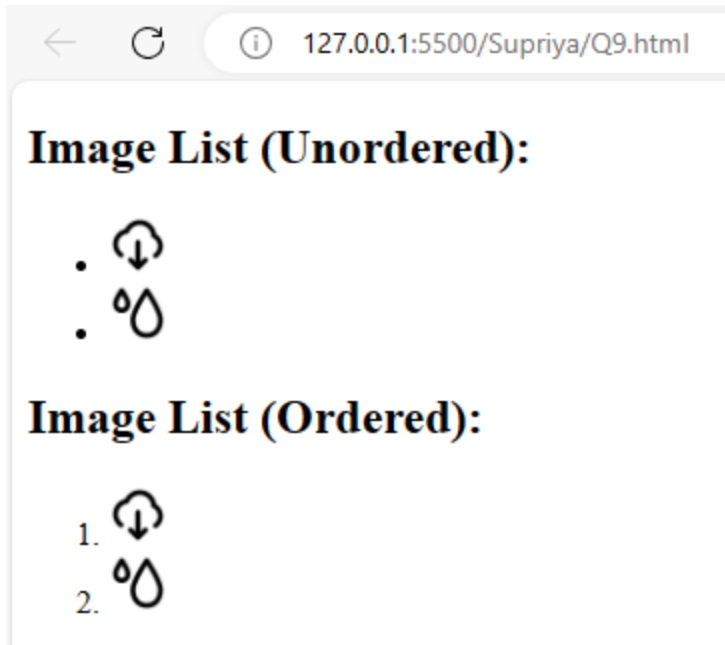 127.0.0.1:5500/Supriya/Q9.html
Image List (Unordered):
Image List (Ordered):
1.
2.